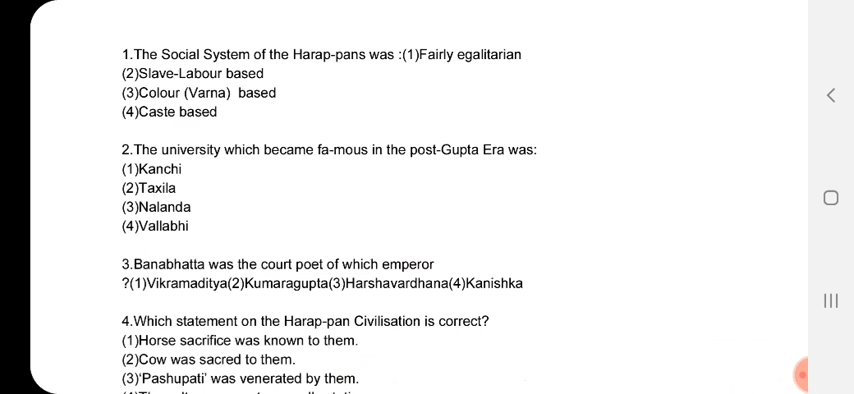 1.The Social System of the Harap-pans was :(1)Fairly egalitarian
(2)Slave-Labour based
(3)Colour (Varna) based
(4)Caste based
2.The university which became fa-mous in the post-Gupta Era was:
(1)Kanchi
(2)Taxila
(3)Nalanda
(4)Vallabhi
3.Banabhatta was the court poet of which emperor
?(1)Vikramaditya(2)Kumaragupta(3)Harshavardhana(4)Kanishka
4.Which statement on the Harap-pan Civilisation is correct?
(1)Horse sacrifice was known to them.
(2)Cow was sacred to them.
(3)‘Pashupati’ was venerated by them.